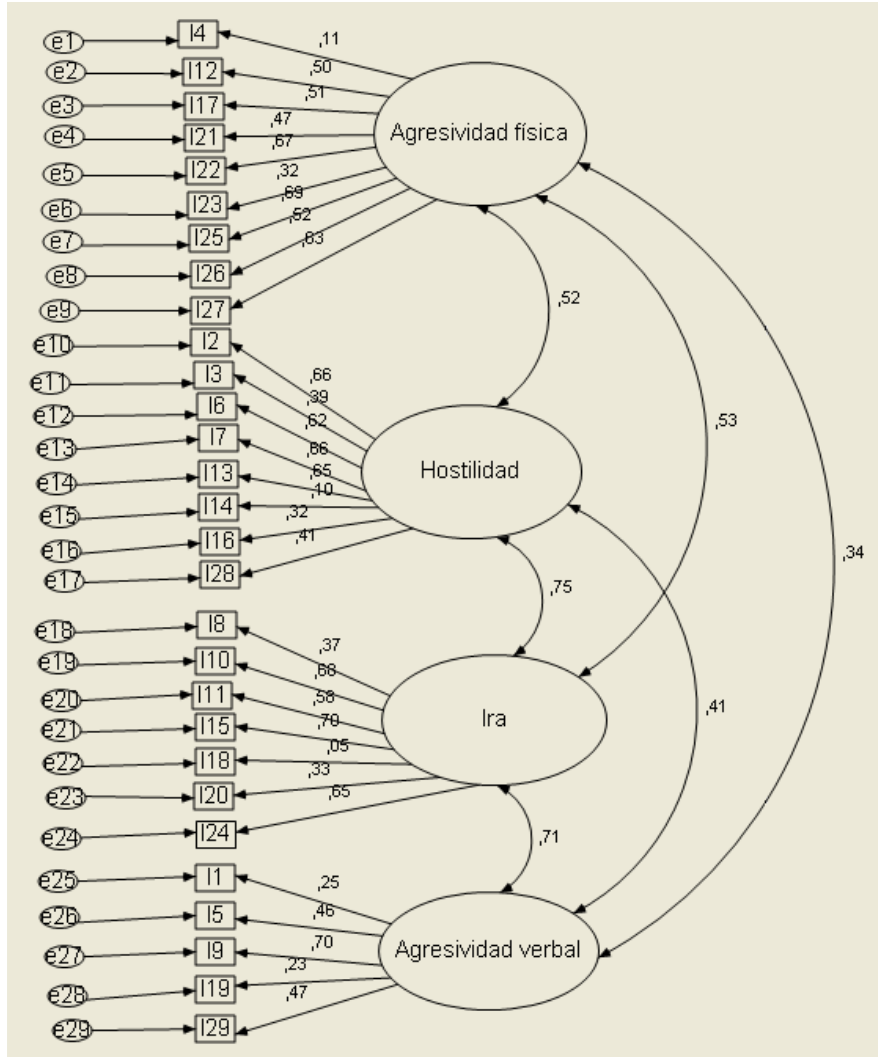 e1 I4 ,11
e2 I12 ,50
e3 I17 ,51
e4 I21 ,47
e5 I22 ,67
e6 I23 ,32
e7 I25 ,69
e8 I26 ,52
e9 I27 ,63
Agresividad física
,52
,53
,34
e10 I2 ,66
e11 I3 ,39
e12 I6 ,62
e13 I7 ,66
e14 I13 ,65
e15 I14 ,10
e16 I16 ,32
e17 I28 ,41
Hostilidad
,75
,41
e18 I8 ,37
e19 I10 ,68
e20 I11 ,58
e21 I15 ,70
e22 I18 ,05
e23 I20 ,33
e24 I24 ,65
Ira
,71
e25 I1 ,25
e26 I5 ,46
e27 I9 ,70
e28 I19 ,23
e29 I29 ,47
Agresividad verbal